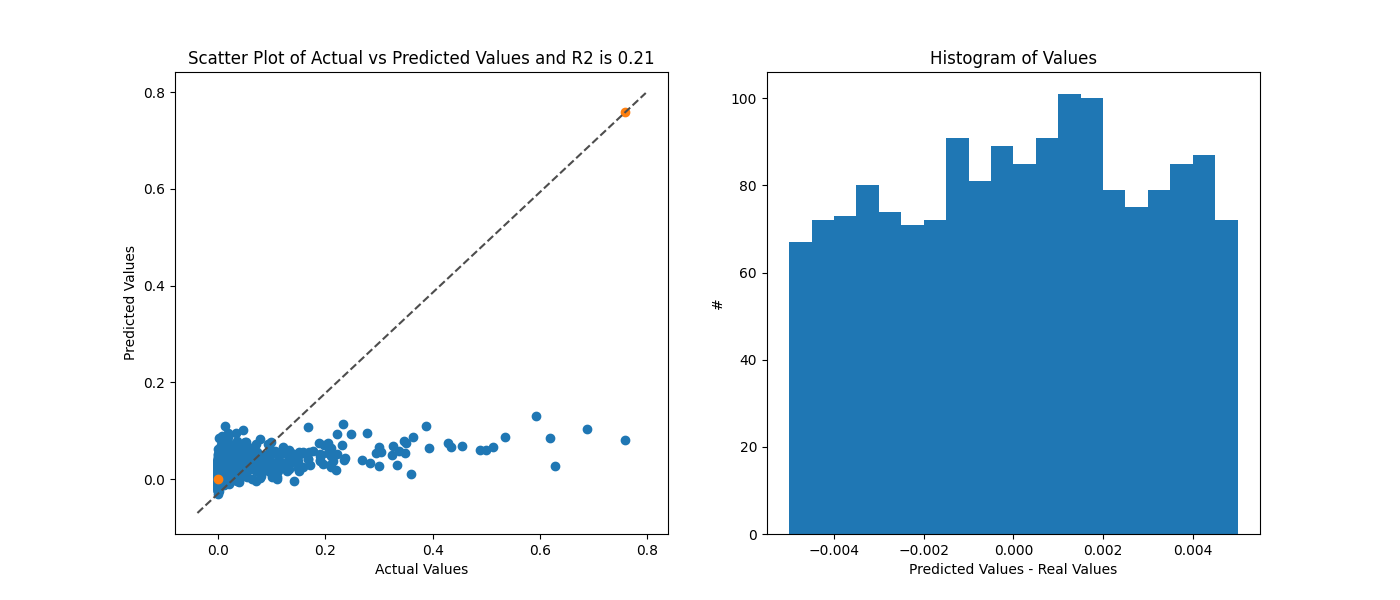 Scatter Plot of Actual vs Predicted Values and R2 is 0.21
0.8
0.6
0.4
0.2
0.0
Predicted Values
0.0 0.2 0.4 0.6 0.8
Actual Values
Histogram of Values
100
80
60
40
20
0
#
−0.004 −0.002 0.000 0.002 0.004
Predicted Values - Real Values